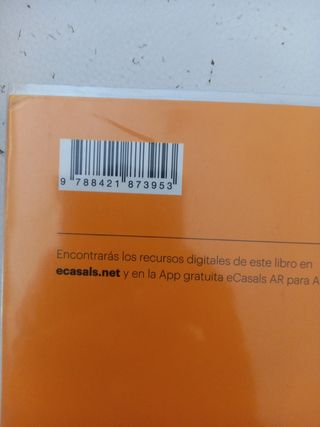 9 788421 873953
Encontrarás los recursos digitales de este libro en
ecasals.net y en la App gratuita eCasals AR para